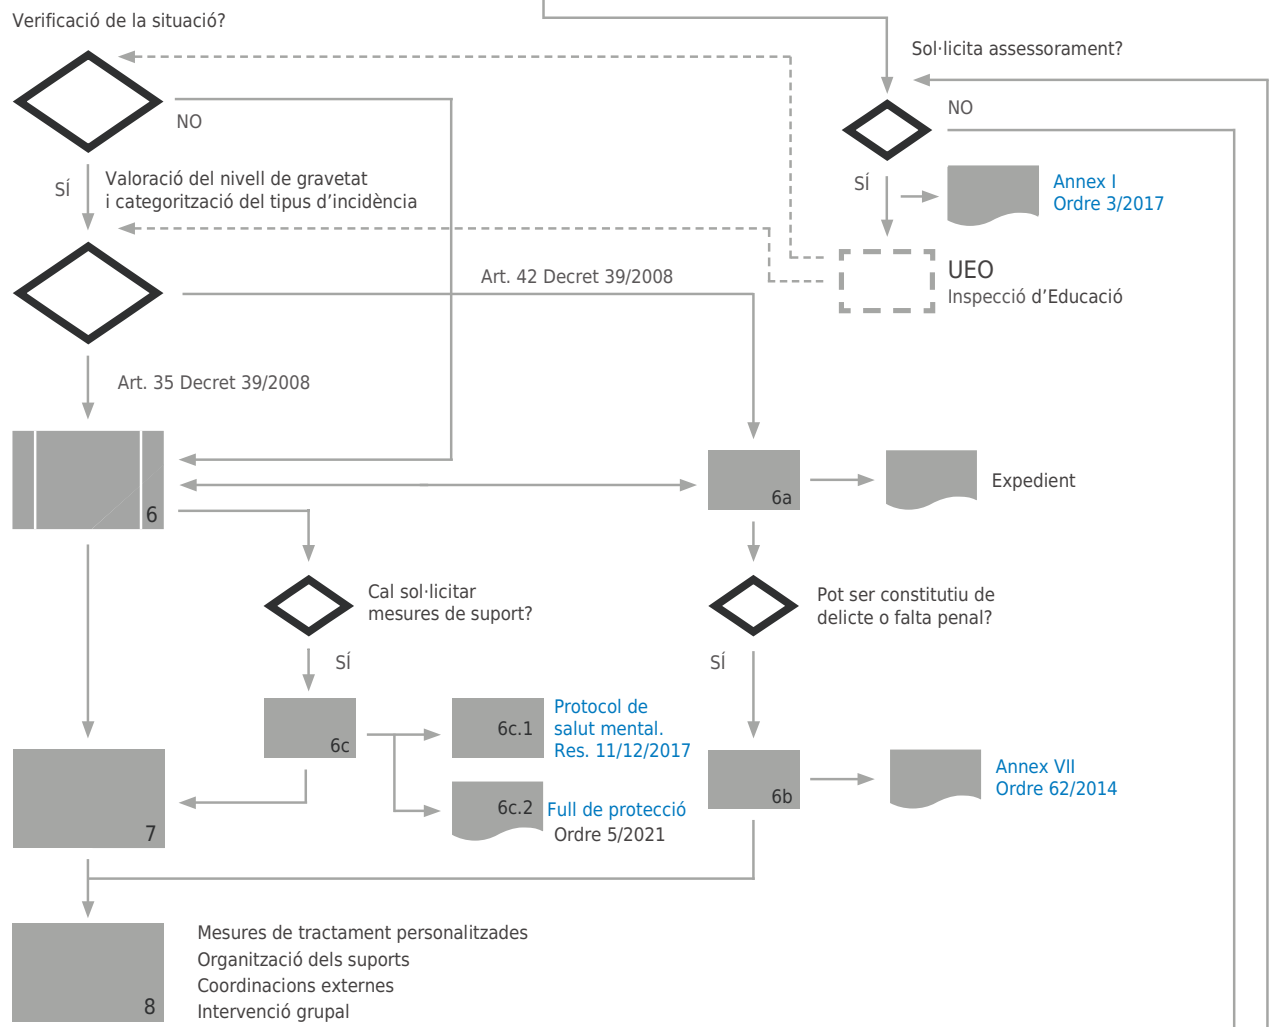 Verificació de la situació?
Sol·licita assessorament?
NO
NO
SÍ
Valoració del nivell de gravetat
i categorització del tipus d’incidència
SÍ
Annex I
Ordre 3/2017
UEO
Inspecció d’Educació
Art. 42 Decret 39/2008
Art. 35 Decret 39/2008
6
6a
Expedient
Cal sol·licitar
mesures de suport?
Pot ser constitutiu de
delicte o falta penal?
SÍ
SÍ
6c
6c.1
Protocol de
salut mental.
Res. 11/12/2017
6c.2
Full de protecció
Ordre 5/2021
6b
Annex VII
Ordre 62/2014
7
8
Mesures de tractament personalitzades
Organització dels suports
Coordinacions externes
Intervenció grupal